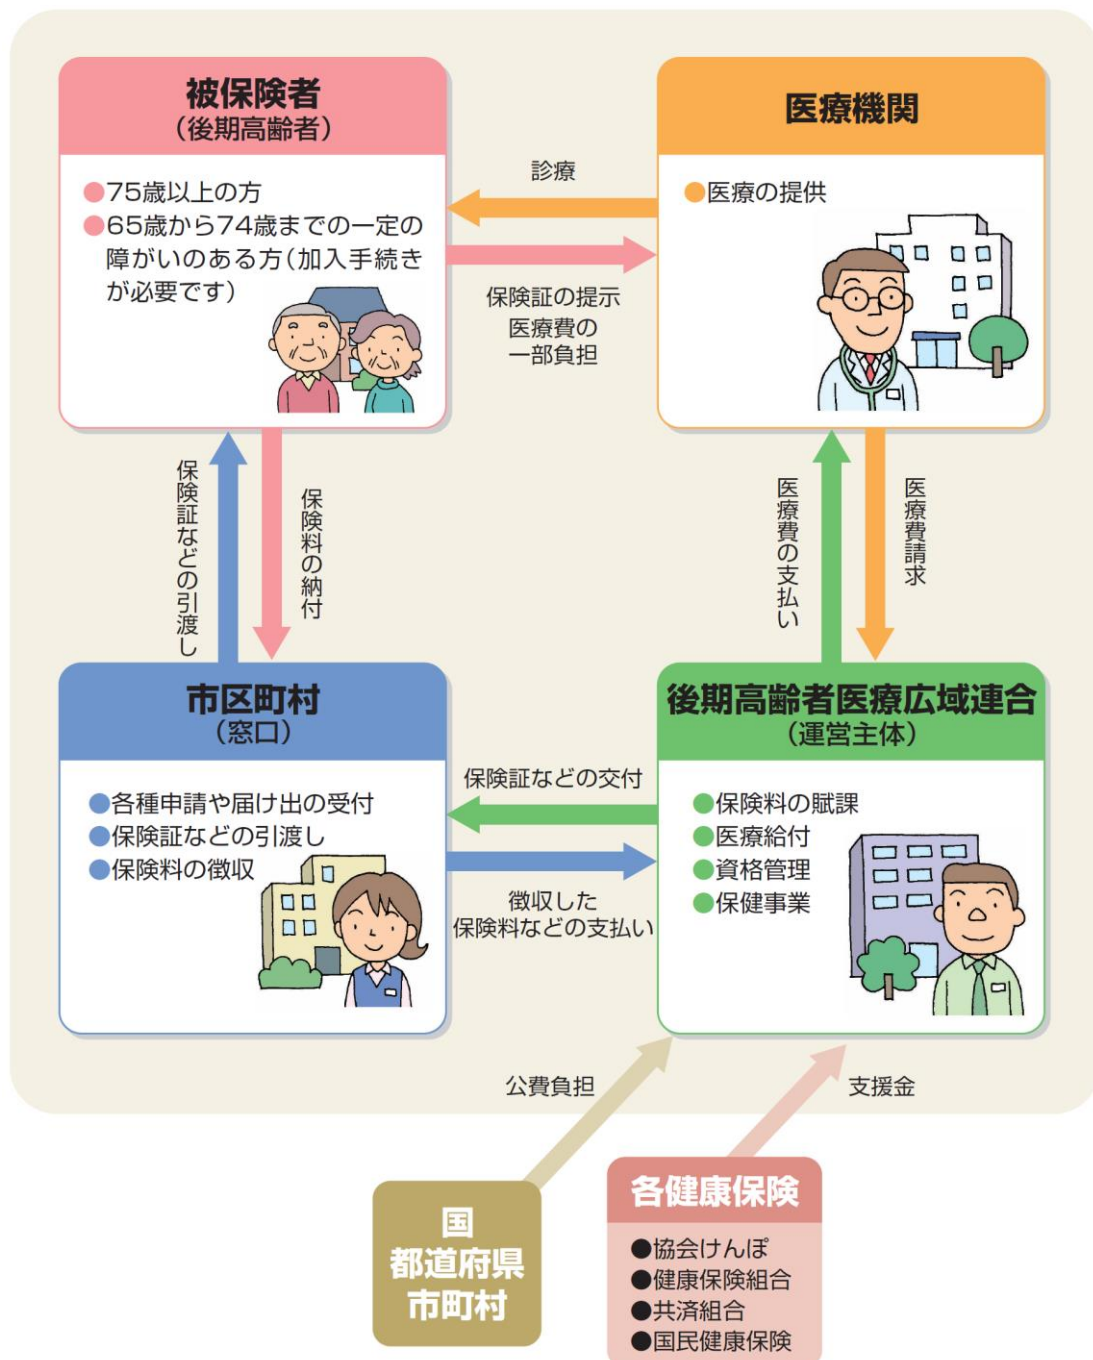 被保険者
（後期高齢者）
●75歳以上の方
●65歳から74歳までの一定の
障がいのある方（加入手続き
が必要です）
診療
保険証の提示
医療費の
一部負担
医療機関
●医療の提供
保険証などの引渡し
保険料の納付
医療費の支払い
医療費請求
市区町村
（窓口）
●各種申請や届け出の受付
●保険証などの引渡し
●保険料の徴収
保険証などの交付
徴収した
保険料などの支払い
後期高齢者医療広域連合
（運営主体）
●保険料の賦課
●医療給付
●資格管理
●保健事業
公費負担
支援金
国
都道府県
市町村
各健康保険
●協会けんぽ
●健康保険組合
●共済組合
●国民健康保険